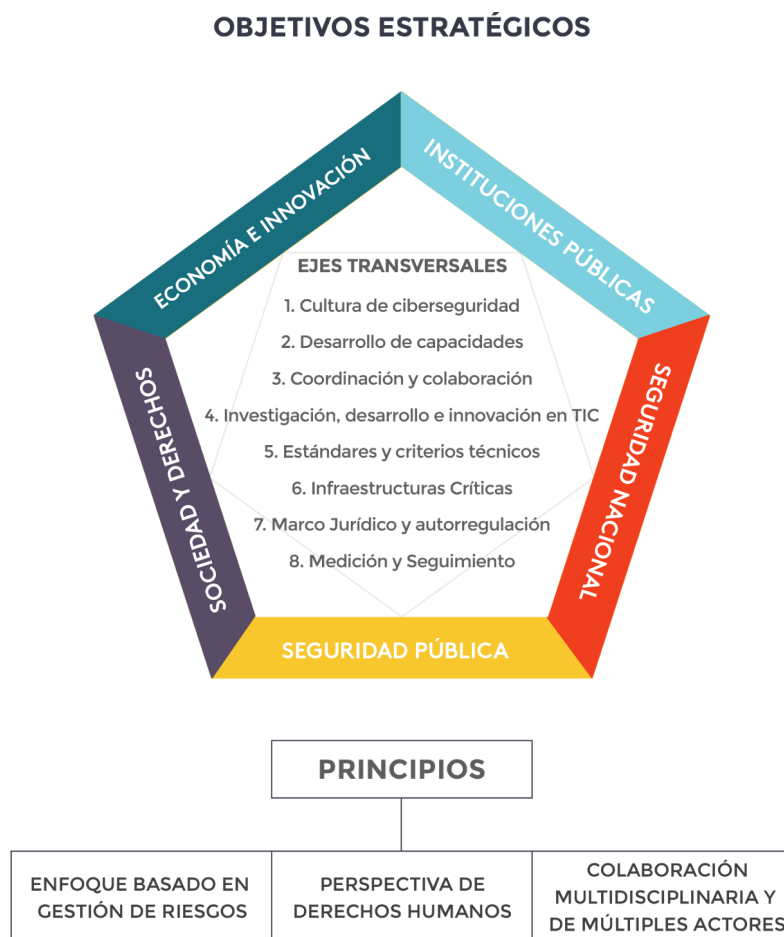 OBJETIVOS ESTRATÉGICOS
ECONOMÍA E INNOVACIÓN
INSTITUCIONES PÚBLICAS
SEGURIDAD NACIONAL
SEGURIDAD PÚBLICA
SOCIEDAD Y DERECHOS
EJES TRANSVERSALES
1. Cultura de ciberseguridad
2. Desarrollo de capacidades
3. Coordinación y colaboración
4. Investigación, desarrollo e innovación en TIC
5. Estándares y criterios técnicos
6. Infraestructuras Críticas
7. Marco Jurídico y autorregulación
8. Medición y Seguimiento
PRINCIPIOS
ENFOQUE BASADO EN
GESTIÓN DE RIESGOS
PERSPECTIVA DE
DERECHOS HUMANOS
COLABORACIÓN
MULTIDISCIPLINARIA Y
DE MÚLTIPLES ACTORES